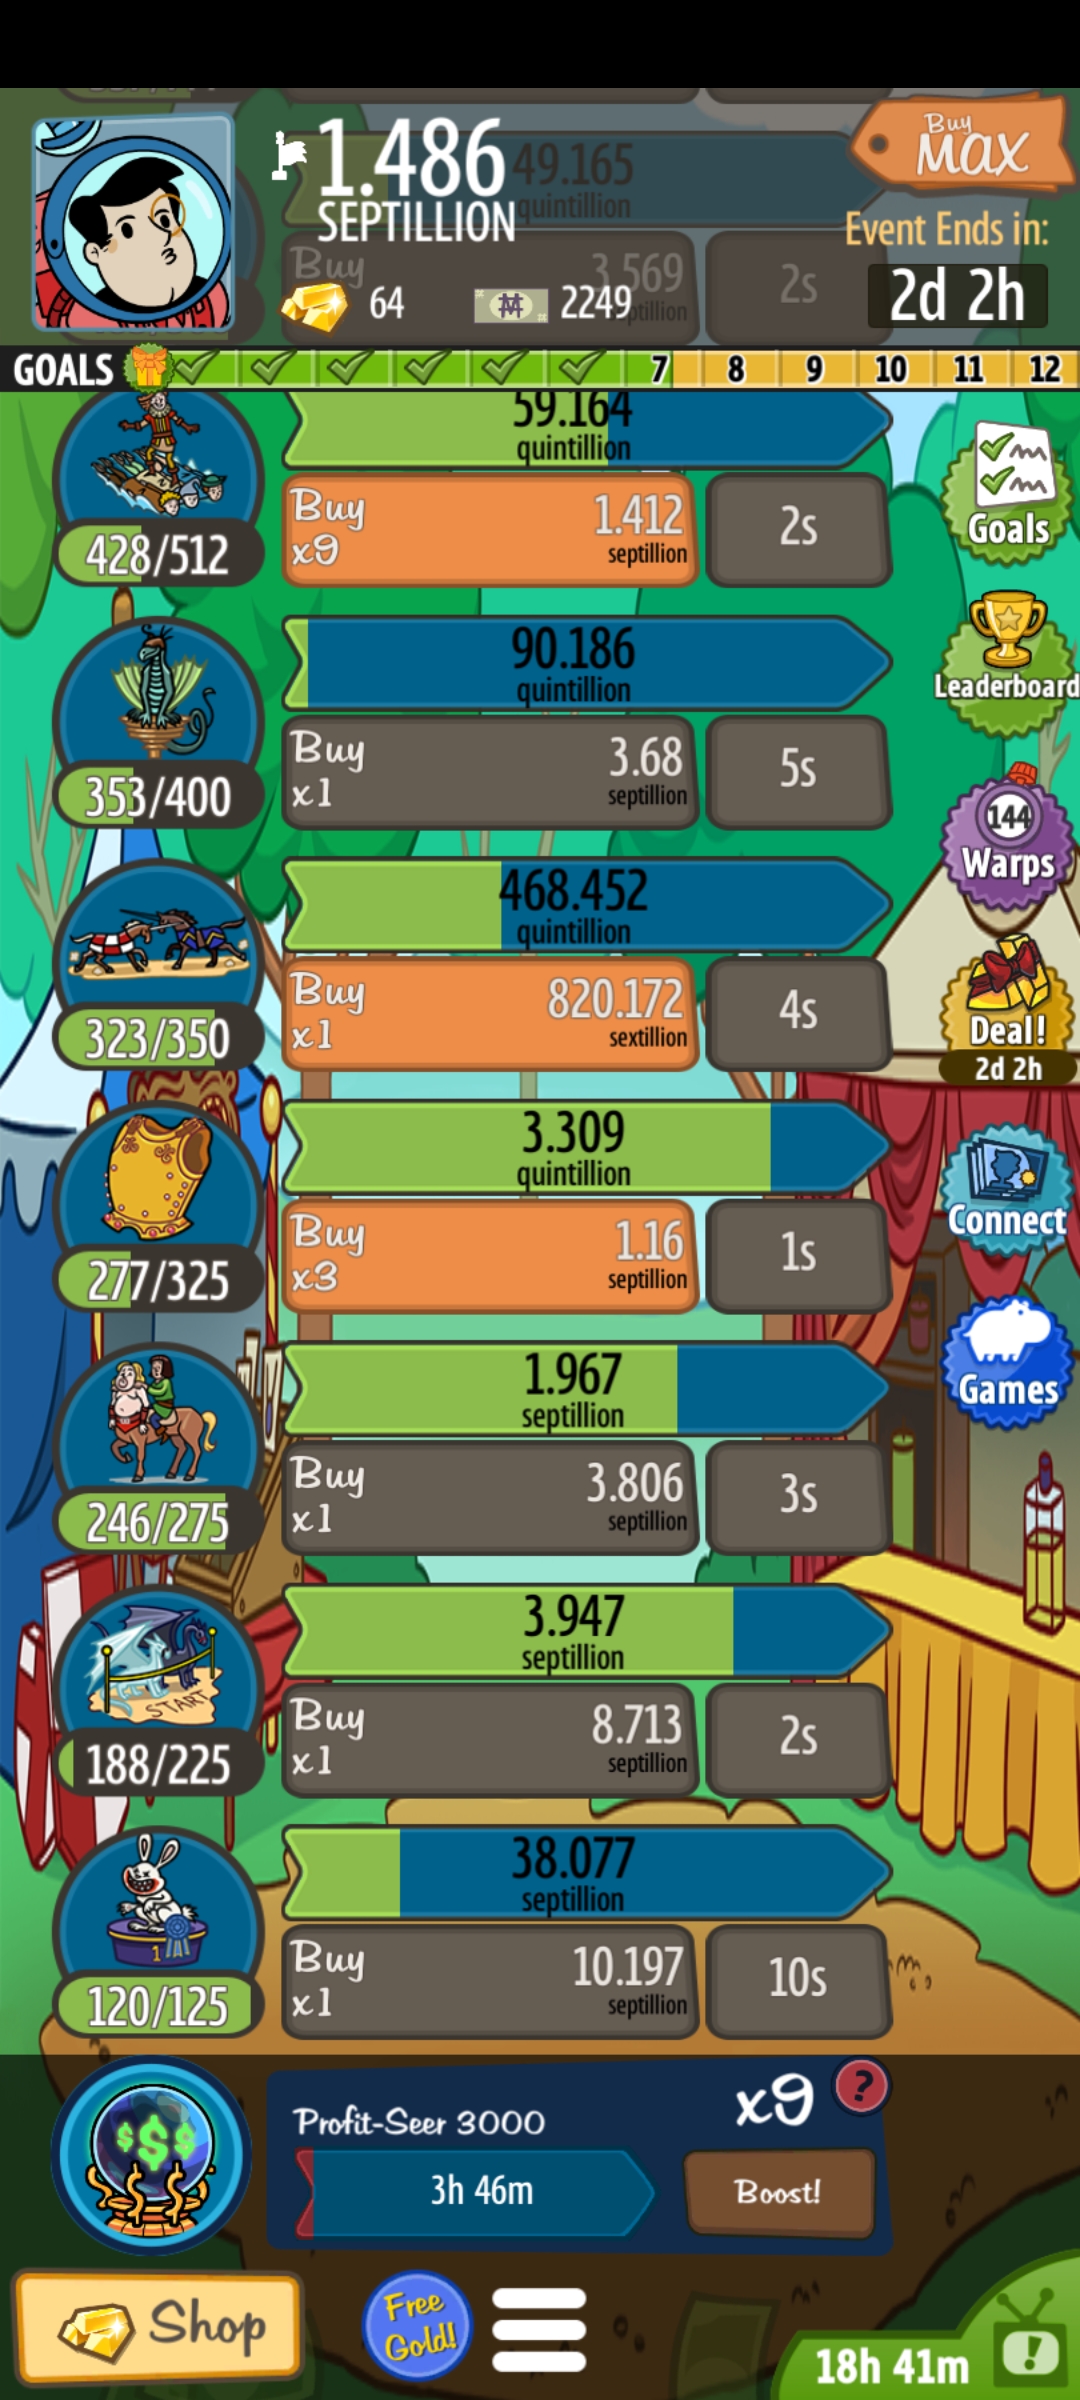 1.486
SEPTILLION
49.165
quintillion
Buy
MAX
Event Ends in:
2d 2h
Buy
3.569
2s
64
2249
GOALS 7 8 9 10 11 12
59.164
quintillion
428/512
Buy
x9
1.412
septillion
2s
Goals
90.186
quintillion
353/400
Buy
x1
3.68
septillion
5s
Leaderboard
144
Warps
468.452
quintillion
323/350
Buy
x1
820.172
sextillion
4s
Deal!
2d 2h
3.309
quintillion
277/325
Buy
x3
1.16
septillion
1s
Connect
1.967
septillion
246/275
Buy
x1
3.806
septillion
3s
Games
3.947
septillion
START
188/225
Buy
x1
8.713
septillion
2s
38.077
septillion
1
120/125
Buy
x1
10.197
septillion
10s
$$$
Profit-Seer 3000
x9
?
3h 46m
Boost!
Shop
Free
Gold!
18h 41m
!